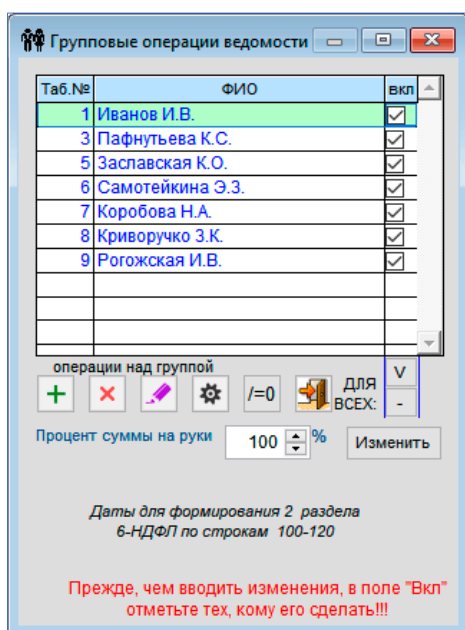 Групповые операции ведомости
Таб.№ ФИО вкл
1 Иванов И.В.
3 Пафнутьева К.С.
5 Заславская К.О.
6 Самотейкина Э.З.
7 Коробова Н.А.
8 Криворучко З.К.
9 Рогожская И.В.
операции над группой
/=0 ДЛЯ ВСЕХ: V -
Процент суммы на руки 100 % Изменить
Даты для формирования 2 раздела
6-НДФЛ по строкам 100-120
Прежде, чем вводить изменения, в поле "Вкл"
отметьте тех, кому его сделать!!!